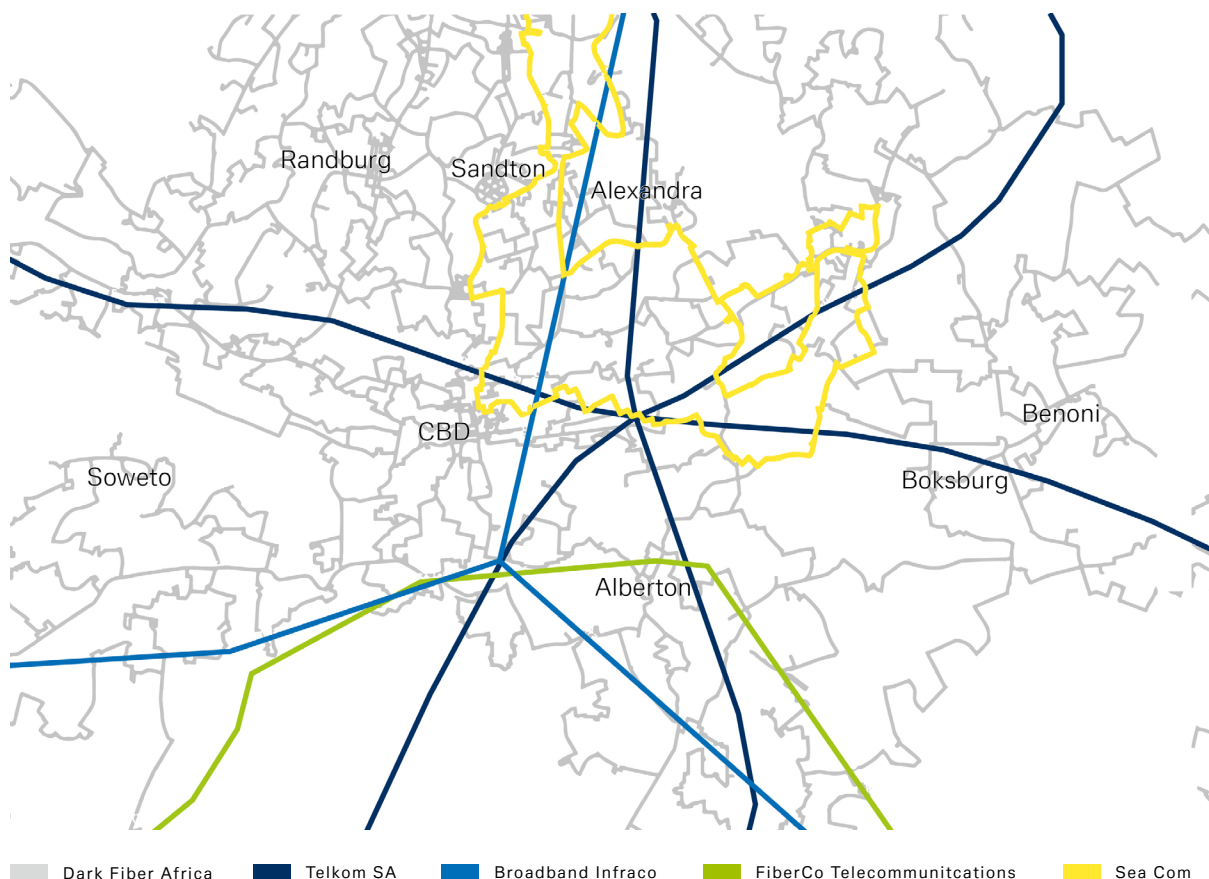 Randburg
Sandton
Alexandra
CBD
Benoni
Soweto
Boksburg
Alberton
Dark Fiber Africa
Telkom SA
Broadband Infraco
FiberCo Telecommunitcations
Sea Com